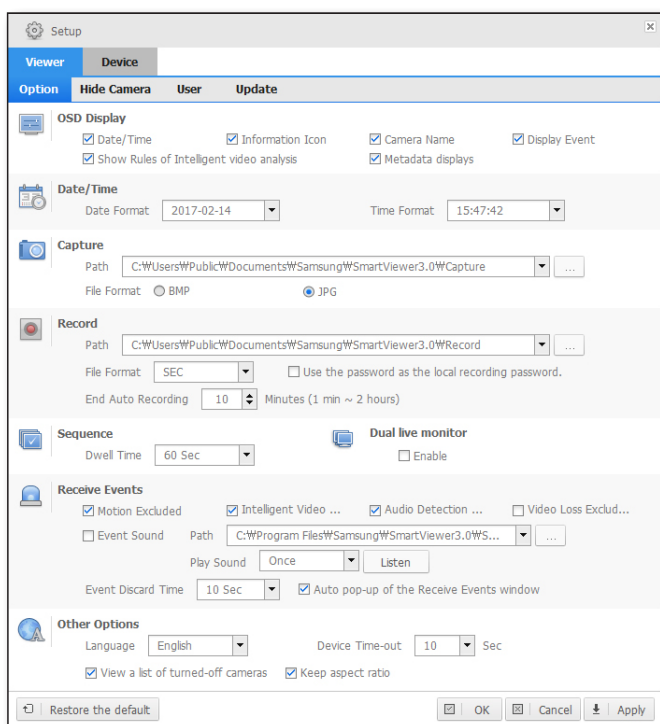 Setup
Viewer Device
Option Hide Camera User Update
OSD Display
Date/Time Information Icon Camera Name Display Event
Show Rules of Intelligent video analysis Metadata displays
Date/Time
Date Format 2017-02-14 Time Format 15:47:42
Capture
Path C:₩Users₩Public₩Documents₩Samsung₩SmartViewer3.0₩Capture ...
File Format BMP JPG
Record
Path C:₩Users₩Public₩Documents₩Samsung₩SmartViewer3.0₩Record ...
File Format SEC Use the password as the local recording password.
End Auto Recording 10 Minutes (1 min ~ 2 hours)
Sequence Dual live monitor
Dwell Time 60 Sec Enable
Receive Events
Motion Excluded Intelligent Video ... Audio Detection ... Video Loss Exclud...
Event Sound Path C:₩Program Files₩Samsung₩SmartViewer3.0₩S... ...
Play Sound Once Listen
Event Discard Time 10 Sec Auto pop-up of the Receive Events window
Other Options
Language English Device Time-out 10 Sec
View a list of turned-off cameras Keep aspect ratio
Restore the default OK Cancel Apply